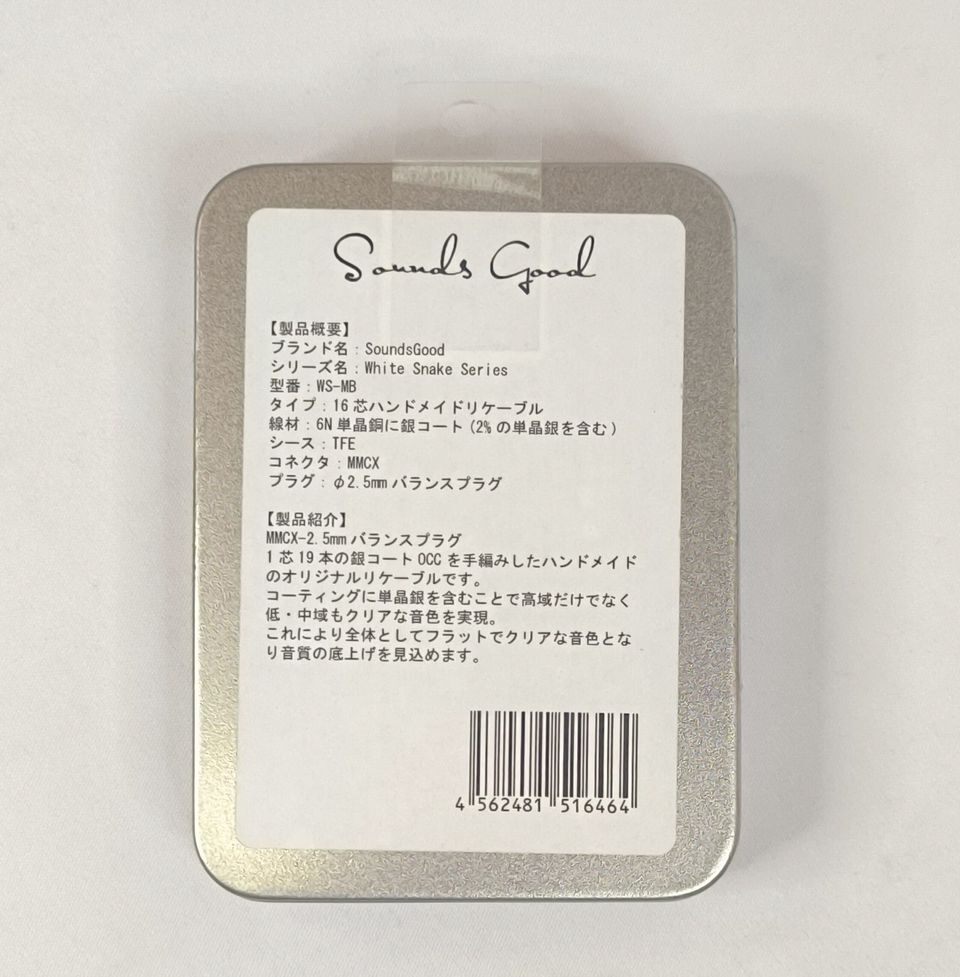 Sounds Good
【製品概要】
ブランド名：SoundsGood
シリーズ名：White Snake Series
型番：WS-MB
タイプ：16芯ハンドメイドリケーブル
線材：6N単晶銅に銀コート(2%の単晶銀を含む)
シース：TFE
コネクタ：MMCX
プラグ：φ2.5mmバランスプラグ
【製品紹介】
MMCX-2.5mmバランスプラグ
1芯19本の銀コートOCCを手編みしたハンドメイド
のオリジナルリケーブルです。
コーティングに単晶銀を含むことで高域だけでなく
低・中域もクリアな音色を実現。
これにより全体としてフラットでクリアな音色とな
り音質の底上げを見込めます。
4 562481 516464